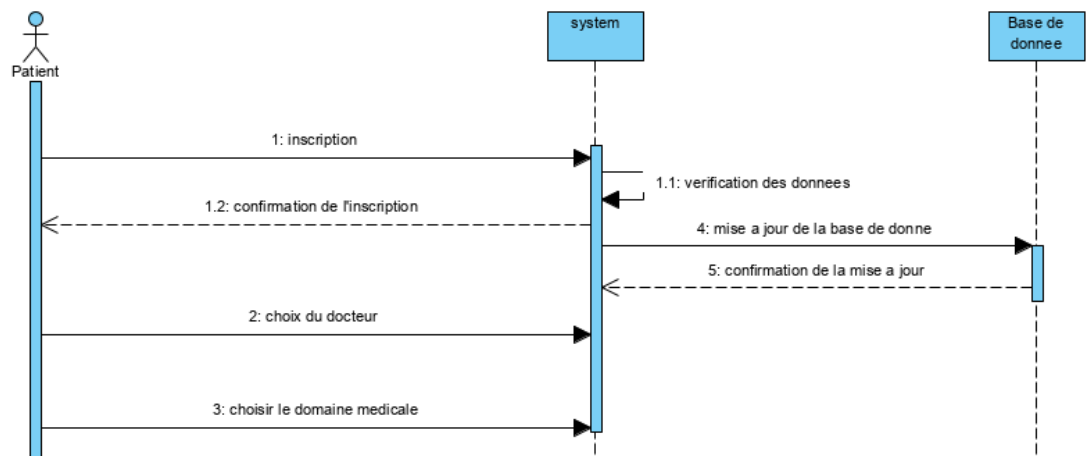 system
Base de
donnee
Patient
1: inscription
1.1: verification des donnees
1.2: confirmation de l'inscription
4: mise a jour de la base de donne
5: confirmation de la mise a jour
2: choix du docteur
3: choisir le domaine medicale